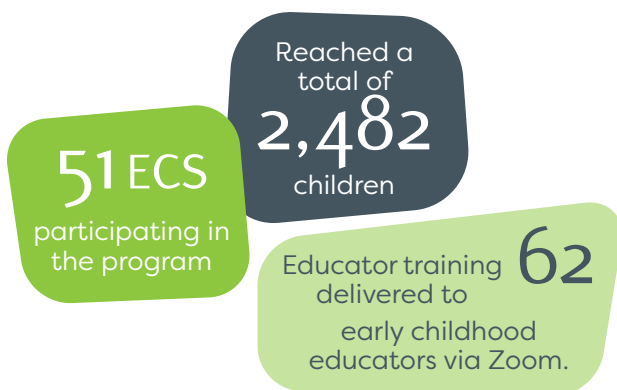 Reached a
total of
2,482
children
51 ECS
participating in
the program
Educator training 62
delivered to
early childhood
educators via Zoom.